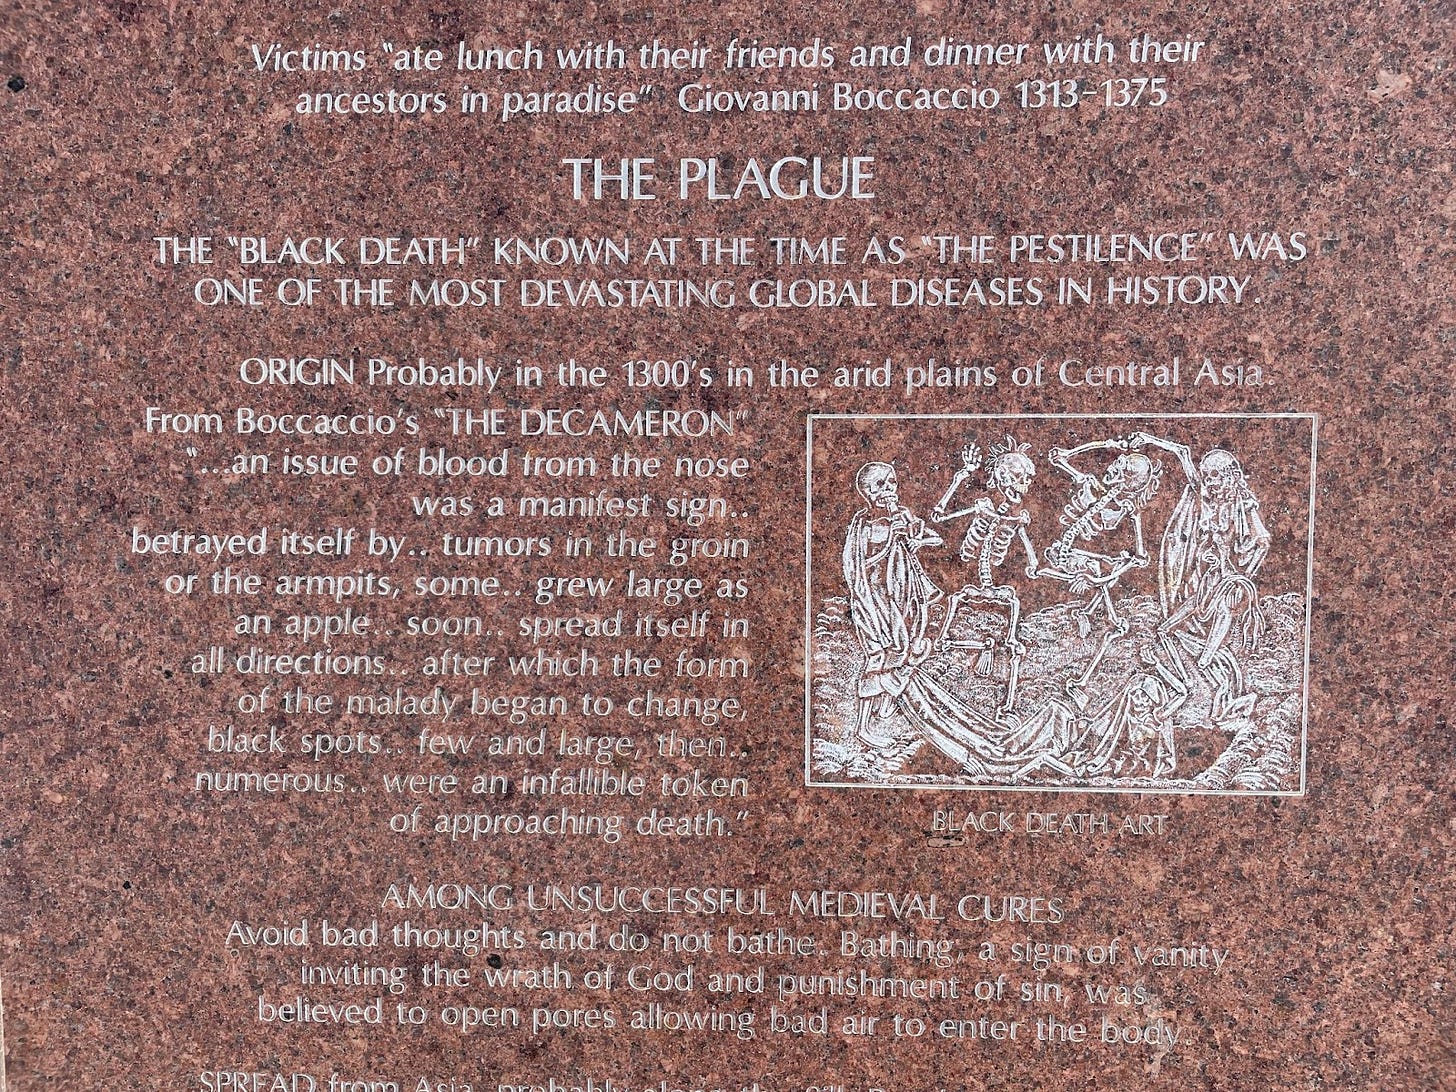 Victims "ate lunch with their friends and dinner with their
ancestors in paradise" Giovanni Boccaccio 1313-1375
THE PLAGUE
THE "BLACK DEATH" KNOWN AT THE TIME AS "THE PESTILENCE" WAS
ONE OF THE MOST DEVASTATING GLOBAL DISEASES IN HISTORY.
ORIGIN Probably in the 1300's in the arid plains of Central Asia.
From Boccaccio's "THE DECAMERON"
"...an issue of blood from the nose
was a manifest sign..
betrayed itself by.. tumors in the groin
or the armpits, some.. grew large as
an apple.. soon.. spread itself in
all directions.. after which the form
of the malady began to change,
black spots.. few and large, then..
numerous.. were an infallible token
of approaching death."
BLACK DEATH ART
AMONG UNSUCCESSFUL MEDIEVAL CURES
Avoid bad thoughts and do not bathe. Bathing, a sign of vanity
inviting the wrath of God and punishment of sin, was
believed to open pores allowing bad air to enter the body.
SPREAD from Asia, probably